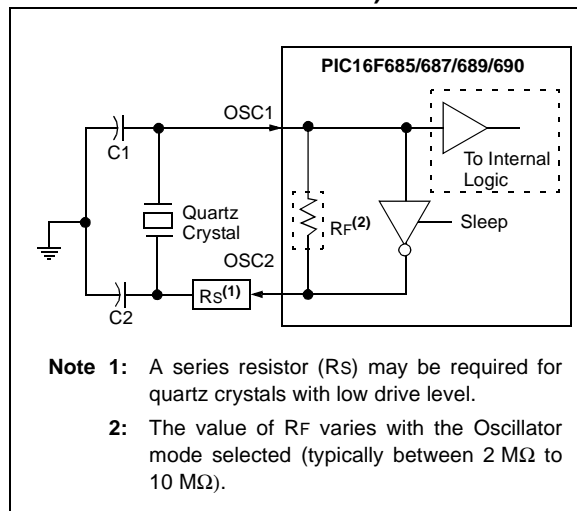 PIC16F685/687/689/690
OSC1
C1
To Internal
Logic
Quartz
Crystal
RF(2)
Sleep
OSC2
RS(1)
C2
Note 1: A series resistor (RS) may be required for
quartz crystals with low drive level.
2: The value of RF varies with the Oscillator
mode selected (typically between 2 MΩ to
10 MΩ).